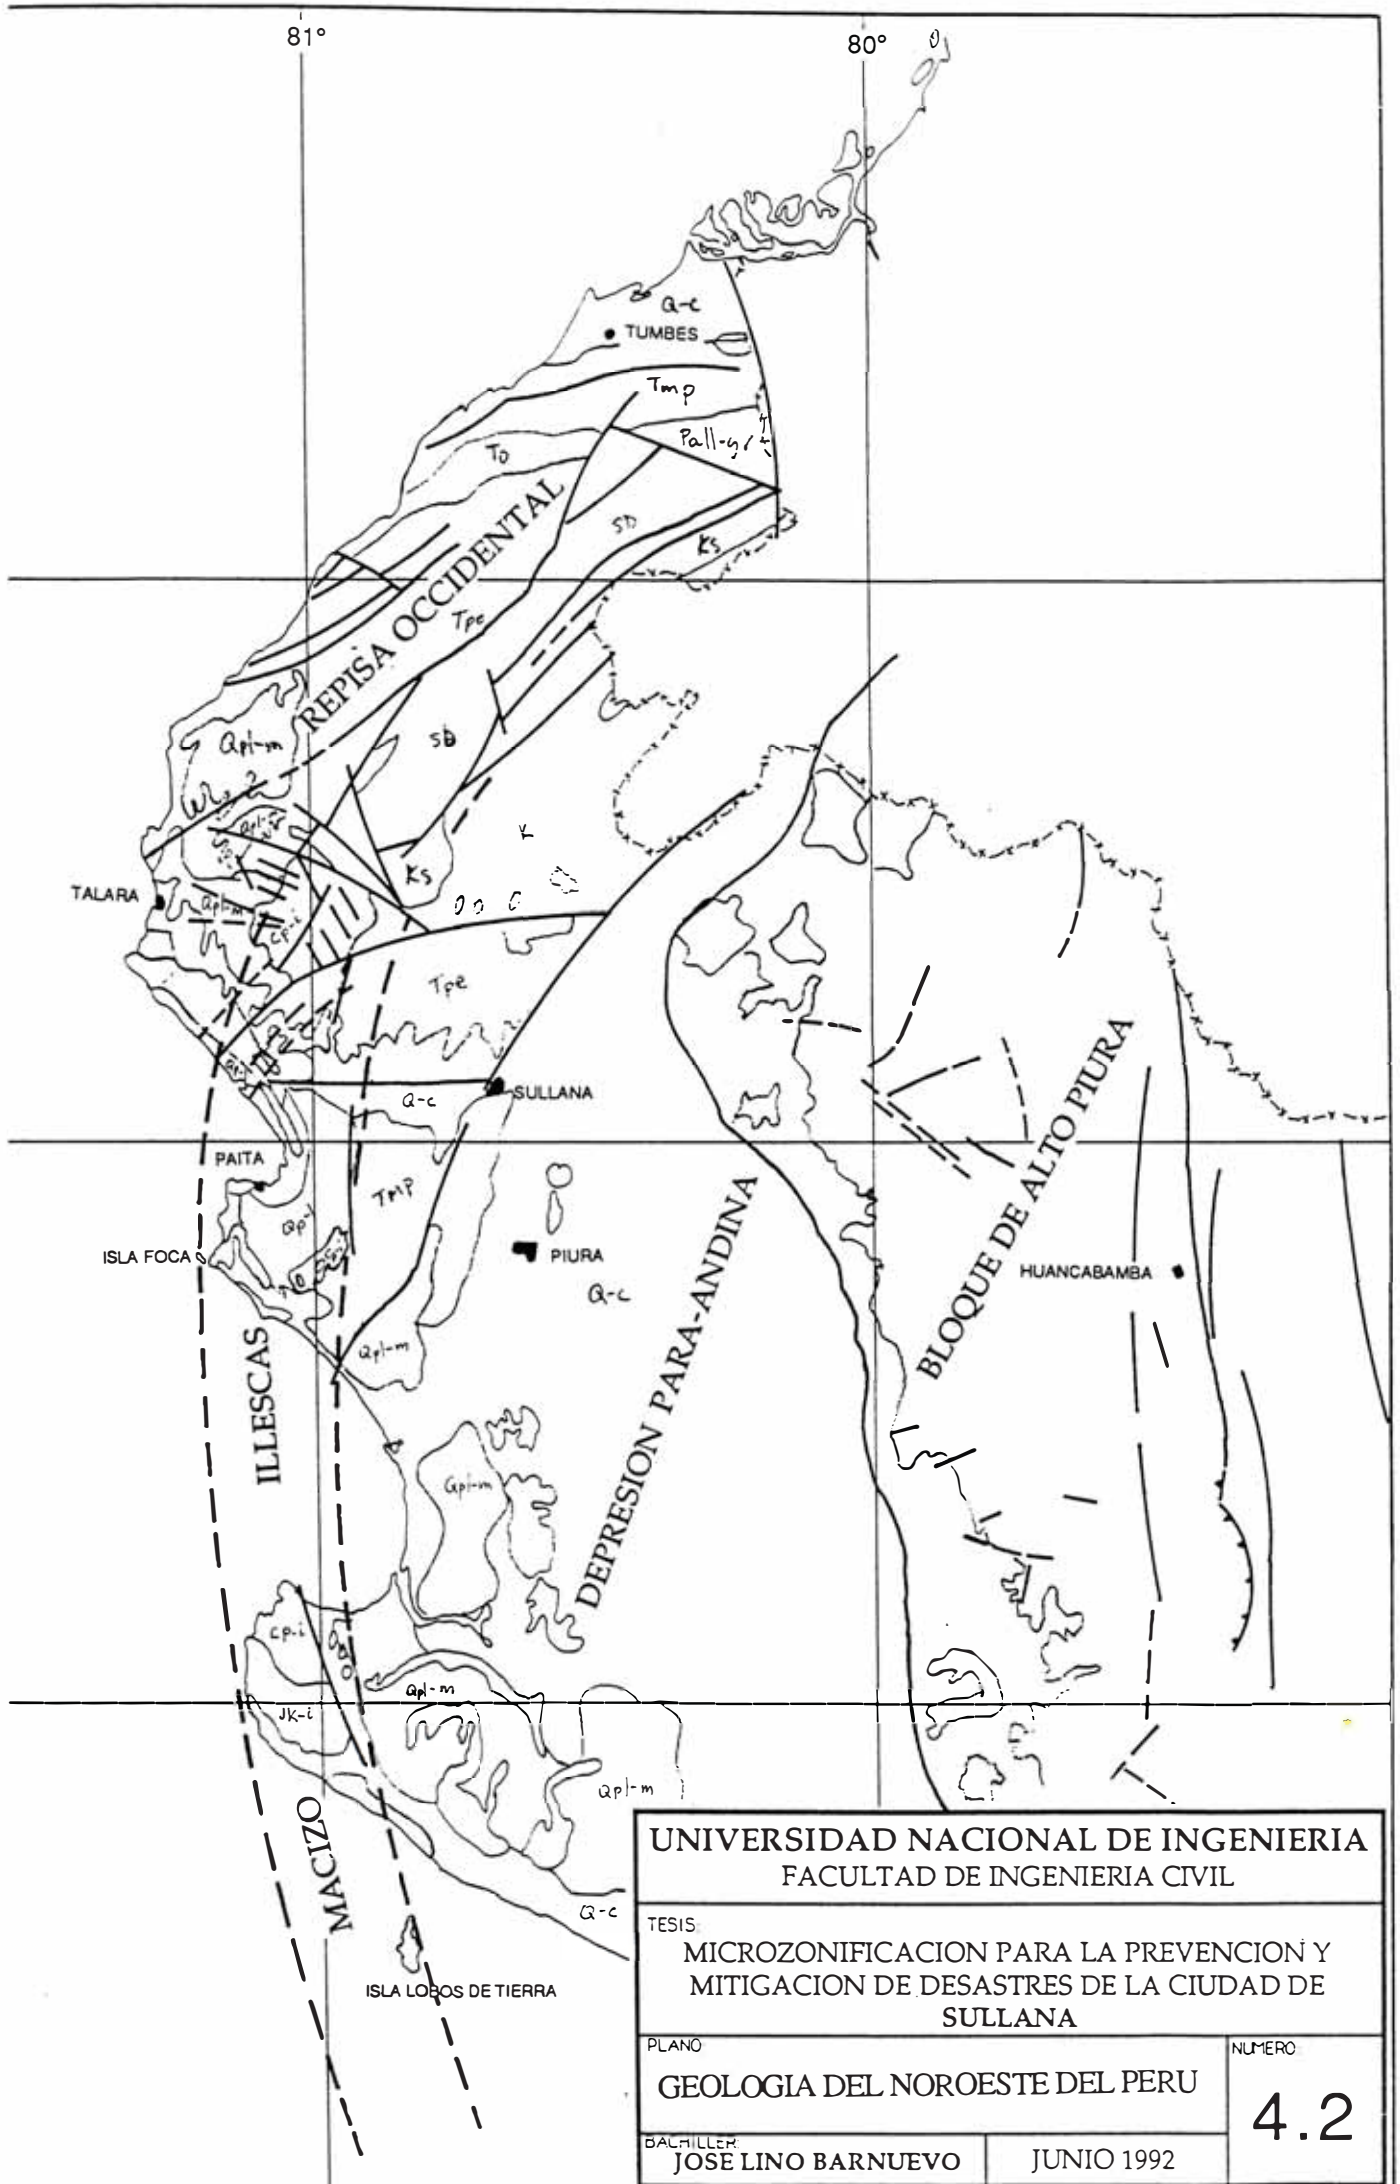 81°
80°
Q-c
TUMBES
Tmp
Pall-gr
To
SD
Ks
REPISA OCCIDENTAL
Tpe
Qpl-m
SD
K
Ks
TALARA
Qpl-m
Cp-i
Tpe
SULLANA
Q-c
PAITA
Tmp
Qp-l
ISLA FOCA
PIURA
Q-c
HUANCABAMBA
BLOQUE DE ALTO PIURA
DEPRESION PARA-ANDINA
Qpl-m
ILLESCAS
Qpl-m
Cp-i
Qpl-m
JK-i
Qpl-m
MACIZO
Q-c
ISLA LOBOS DE TIERRA
UNIVERSIDAD NACIONAL DE INGENIERIA
FACULTAD DE INGENIERIA CIVIL
TESIS:
MICROZONIFICACION PARA LA PREVENCION Y
MITIGACION DE DESASTRES DE LA CIUDAD DE
SULLANA
PLANO
GEOLOGIA DEL NOROESTE DEL PERU
NUMERO:
4.2
BACHILLER:
JOSE LINO BARNUEVO
JUNIO 1992